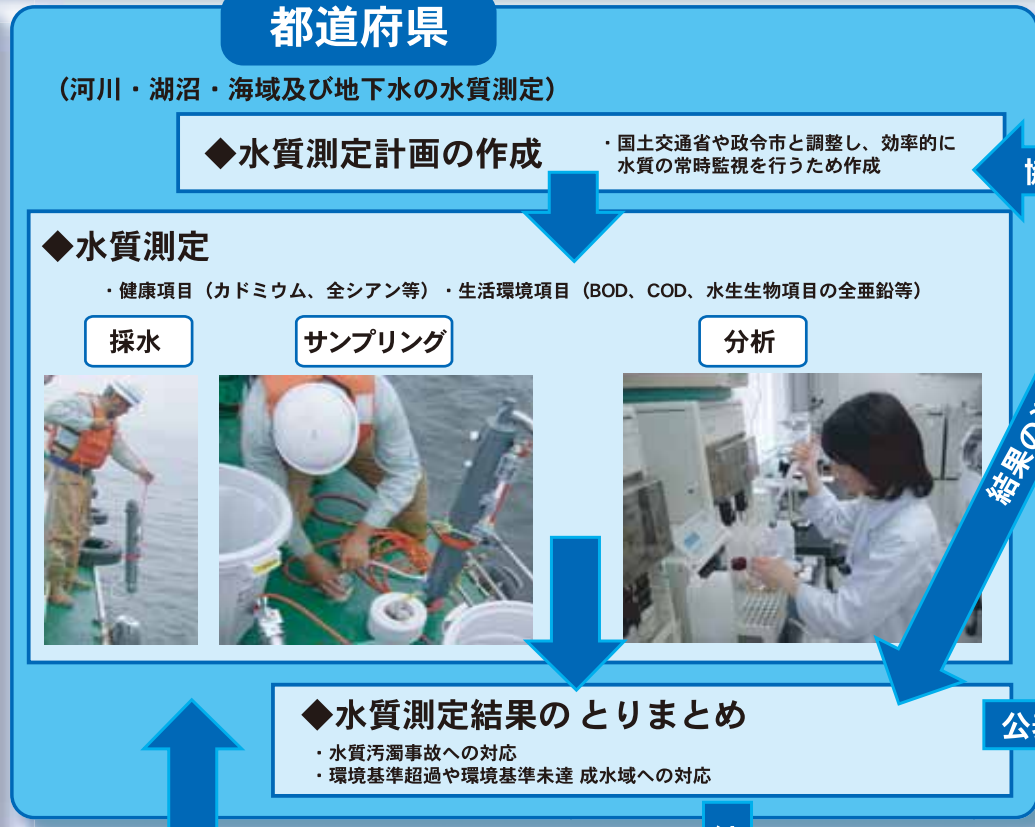 都道府県
（河川・湖沼・海域及び地下水の水質測定）
◆水質測定計画の作成
・国土交通省や政令市と調整し、効率的に
水質の常時監視を行うため作成
◆水質測定
・健康項目（カドミウム、全シアン等）・生活環境項目（BOD、COD、水生生物項目の全亜鉛等）
採水
サンプリング
分析
結果の
◆水質測定結果の とりまとめ
・水質汚濁事故への対応
・環境基準超過や環境基準未達 成水域への対応